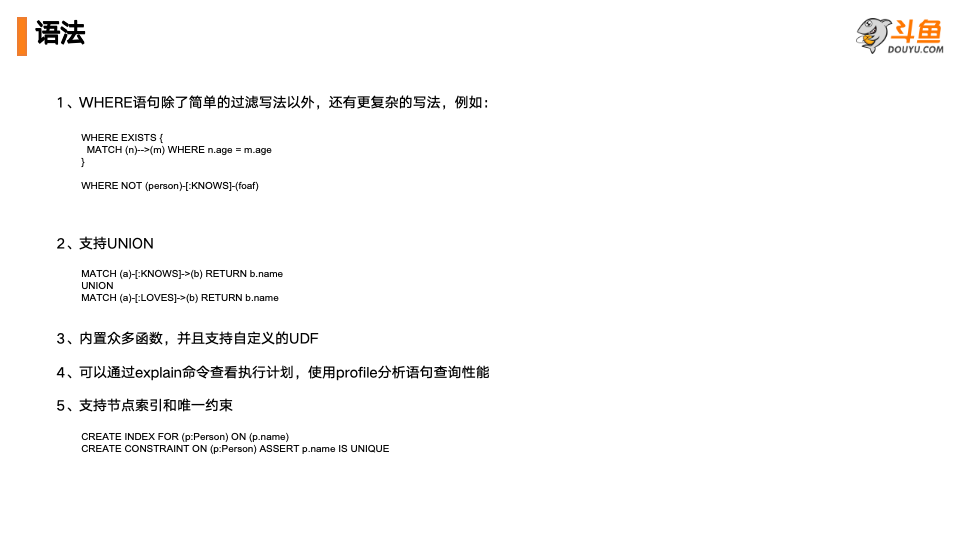 语法
斗鱼
DOUYU.COM
1、WHERE语句除了简单的过滤写法以外，还有更复杂的写法，例如：
WHERE EXISTS {
MATCH (n)-->(m) WHERE n.age = m.age
}
WHERE NOT (person)-[:KNOWS]-(foaf)
2、支持UNION
MATCH (a)-[:KNOWS]->(b) RETURN b.name
UNION
MATCH (a)-[:LOVES]->(b) RETURN b.name
3、内置众多函数，并且支持自定义的UDF
4、可以通过explain命令查看执行计划，使用profile分析语句查询性能
5、支持节点索引和唯一约束
CREATE INDEX FOR (p:Person) ON (p.name)
CREATE CONSTRAINT ON (p:Person) ASSERT p.name IS UNIQUE